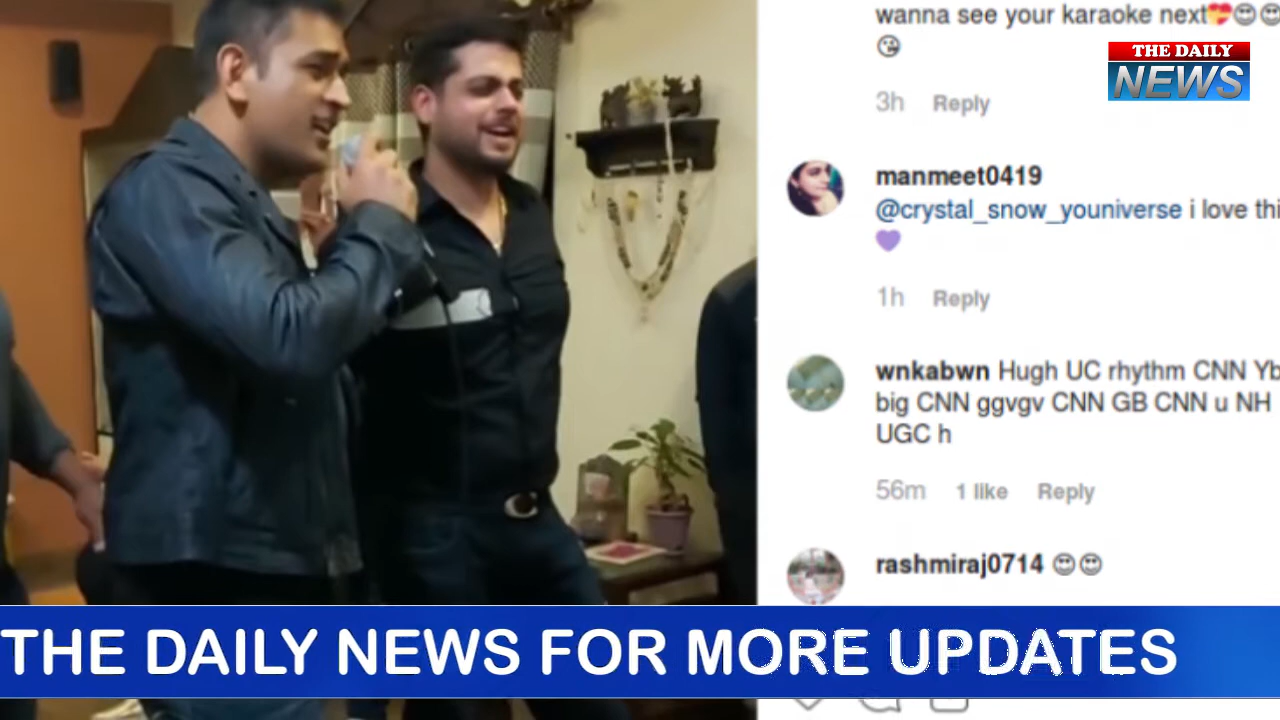 wanna see your karaoke next💝😍😍
😘
THE DAILY
NEWS
3h Reply
manmeet0419
@crystal_snow_youniverse i love thi
💜
1h Reply
wnkabwn Hugh UC rhythm CNN Yb
big CNN ggvgv CNN GB CNN u NH
UGC h
56m 1 like Reply
rashmiraj0714 😍😍
THE DAILY NEWS FOR MORE UPDATES